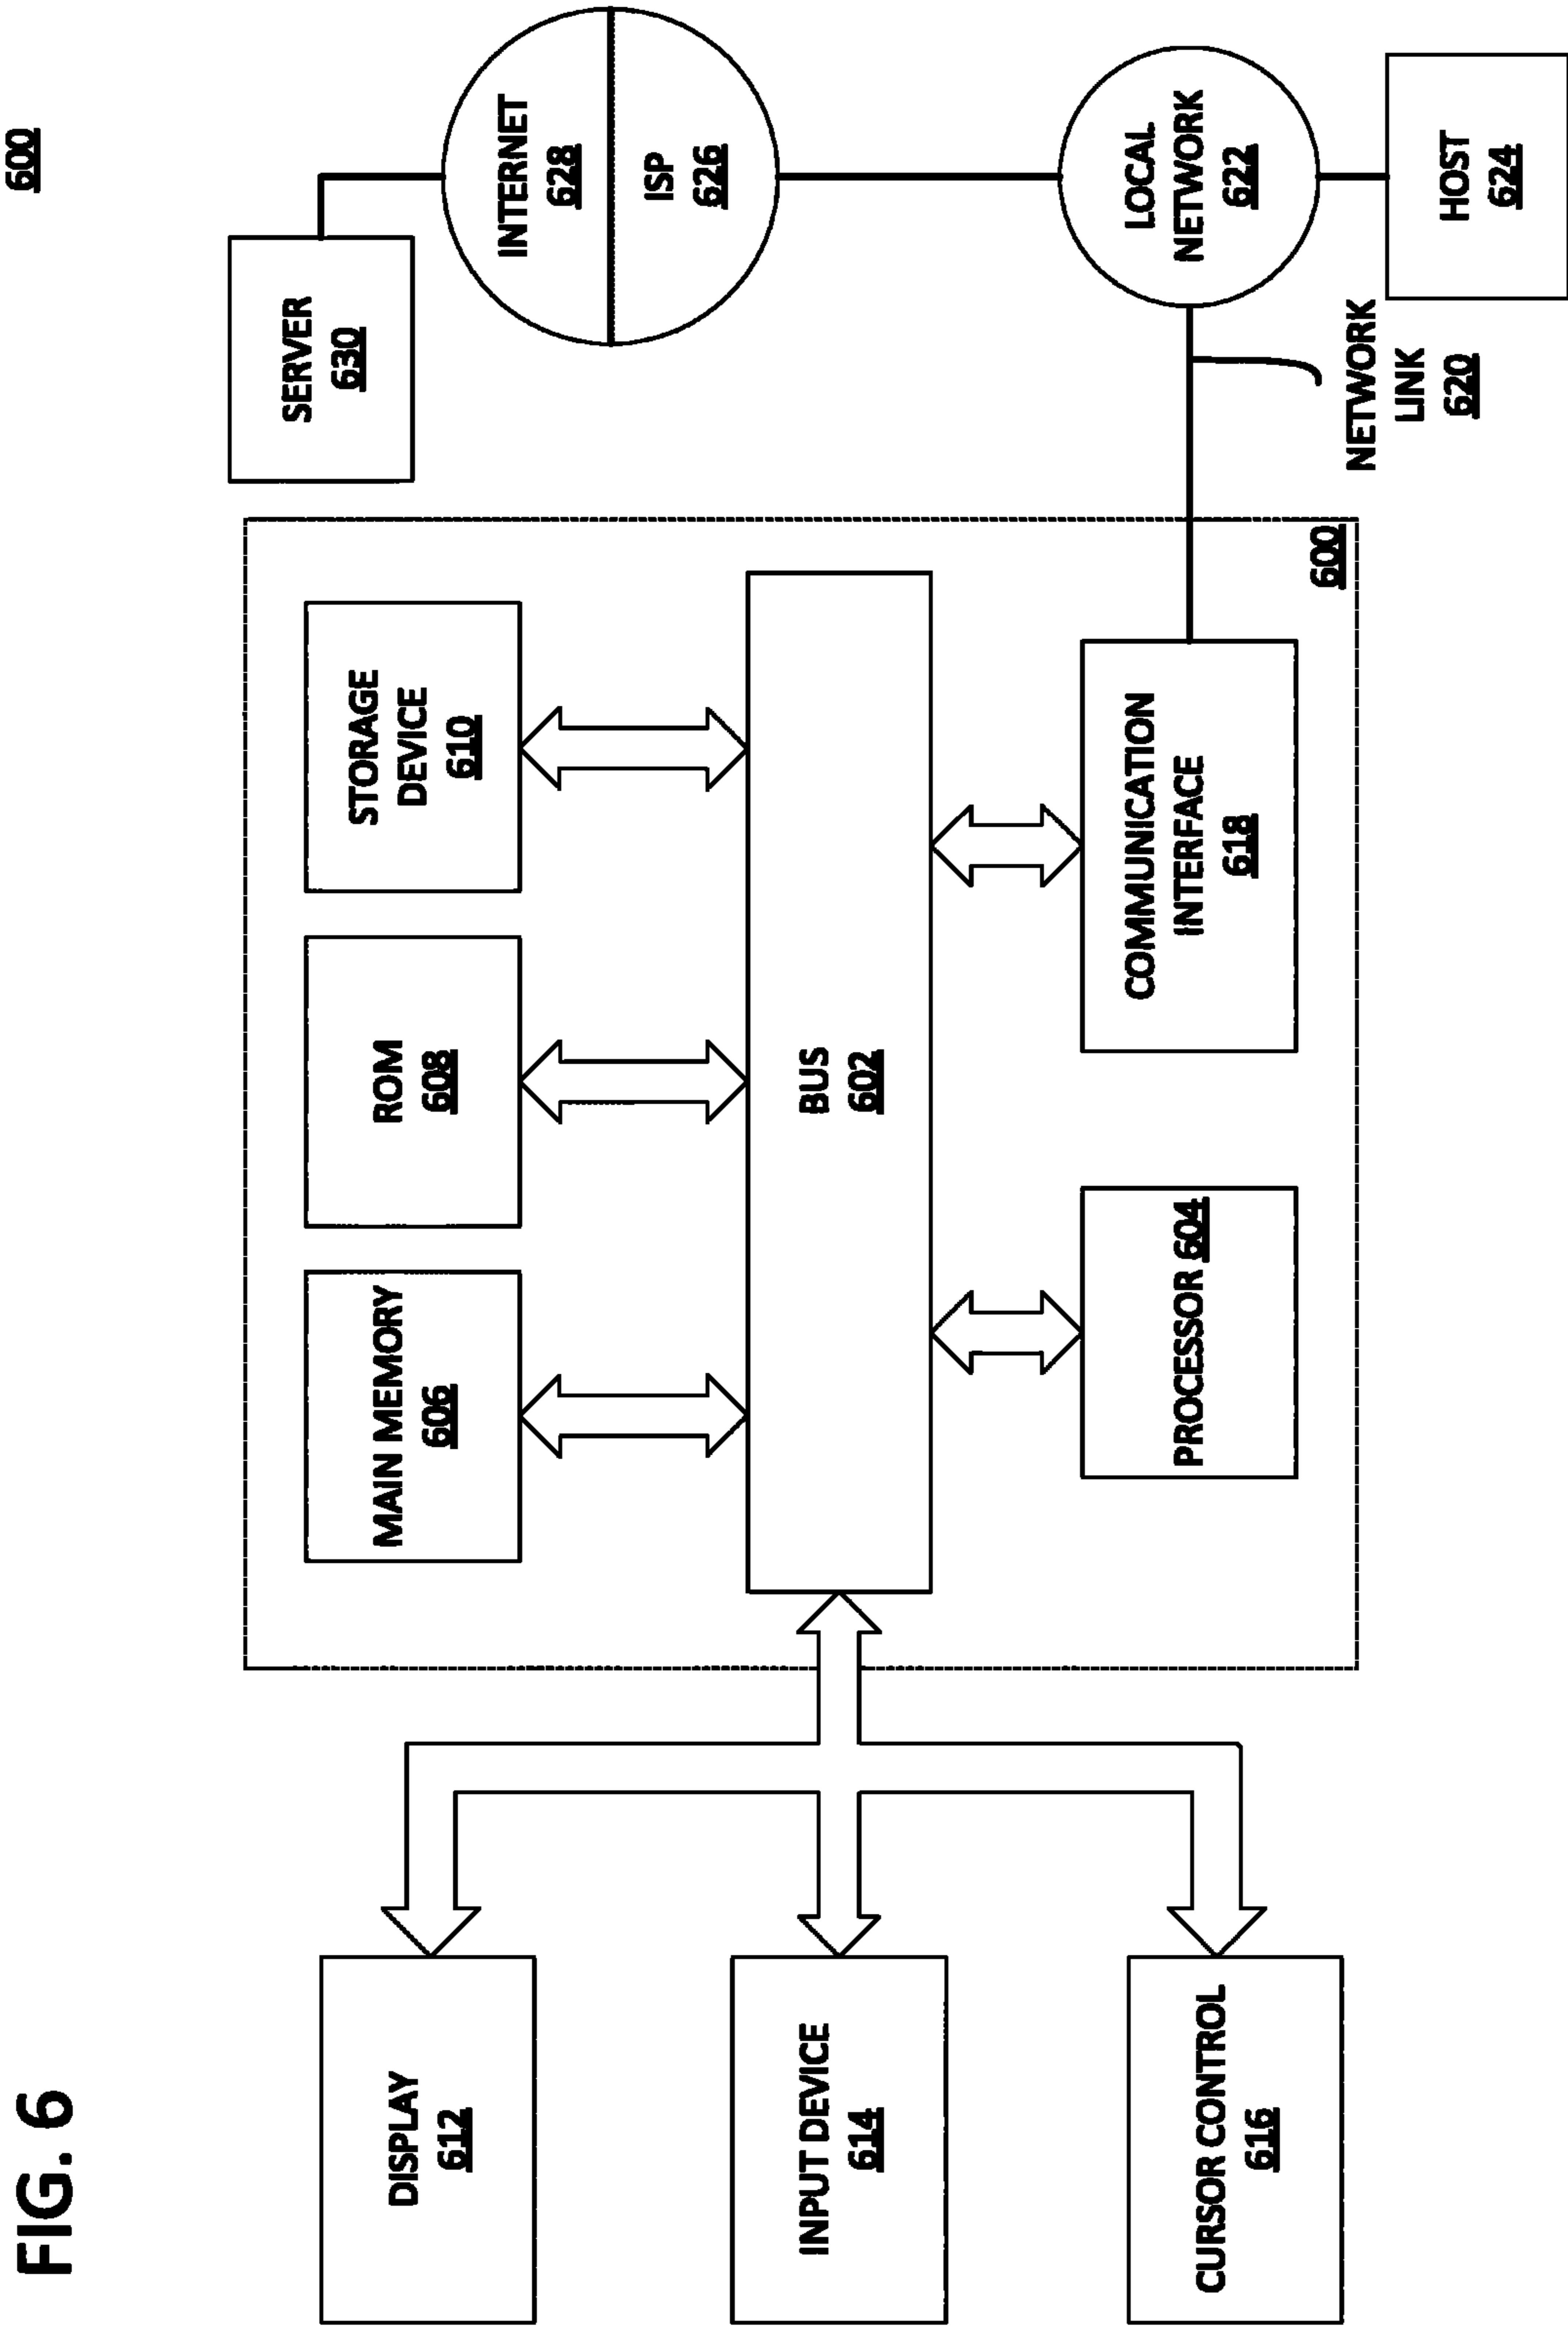 FIG. 6
600
DISPLAY
612
INPUT DEVICE
614
CURSOR CONTROL
616
MAIN MEMORY
606
ROM
608
STORAGE
DEVICE
610
BUS
602
PROCESSOR 604
COMMUNICATION
INTERFACE
618
600
SERVER
630
INTERNET
628
ISP
626
LOCAL
NETWORK
622
NETWORK
LINK
620
HOST
624